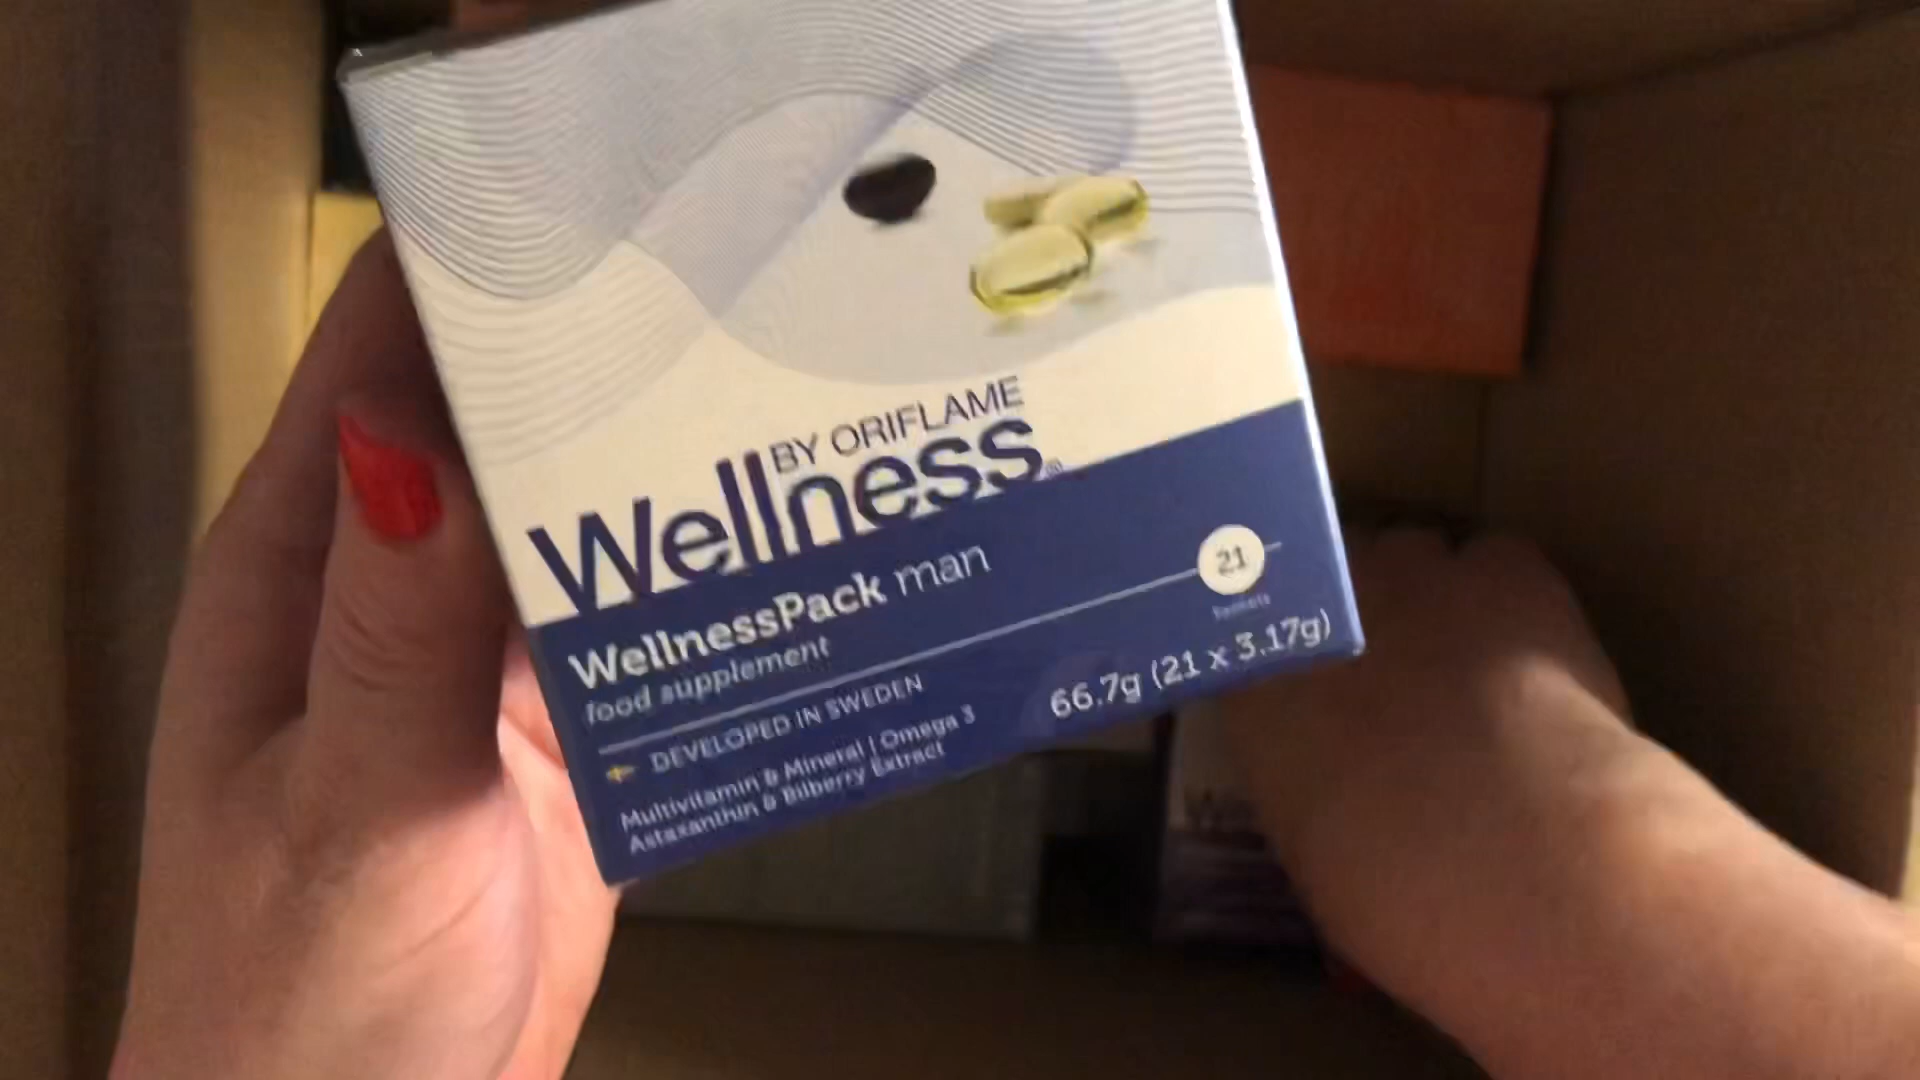 BY ORIFLAME
Wellness®
WellnessPack man
food supplement
21
Sachets
DEVELOPED IN SWEDEN
66.7g (21 x 3.17g)
Multivitamin & Mineral | Omega 3
Astaxanthin & Bilberry Extract